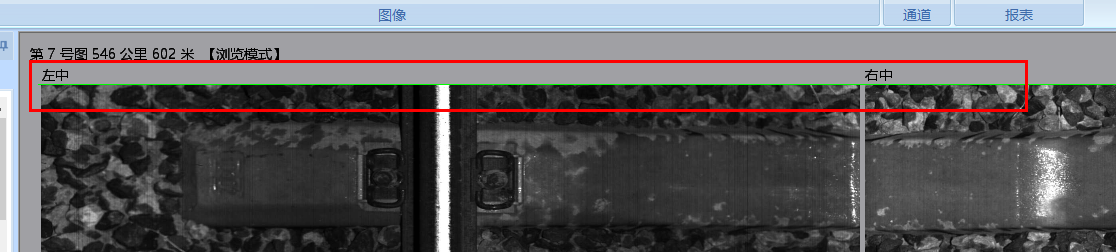 图像 通道 报表
第 7 号图 546 公里 602 米 【浏览模式】
左中 右中